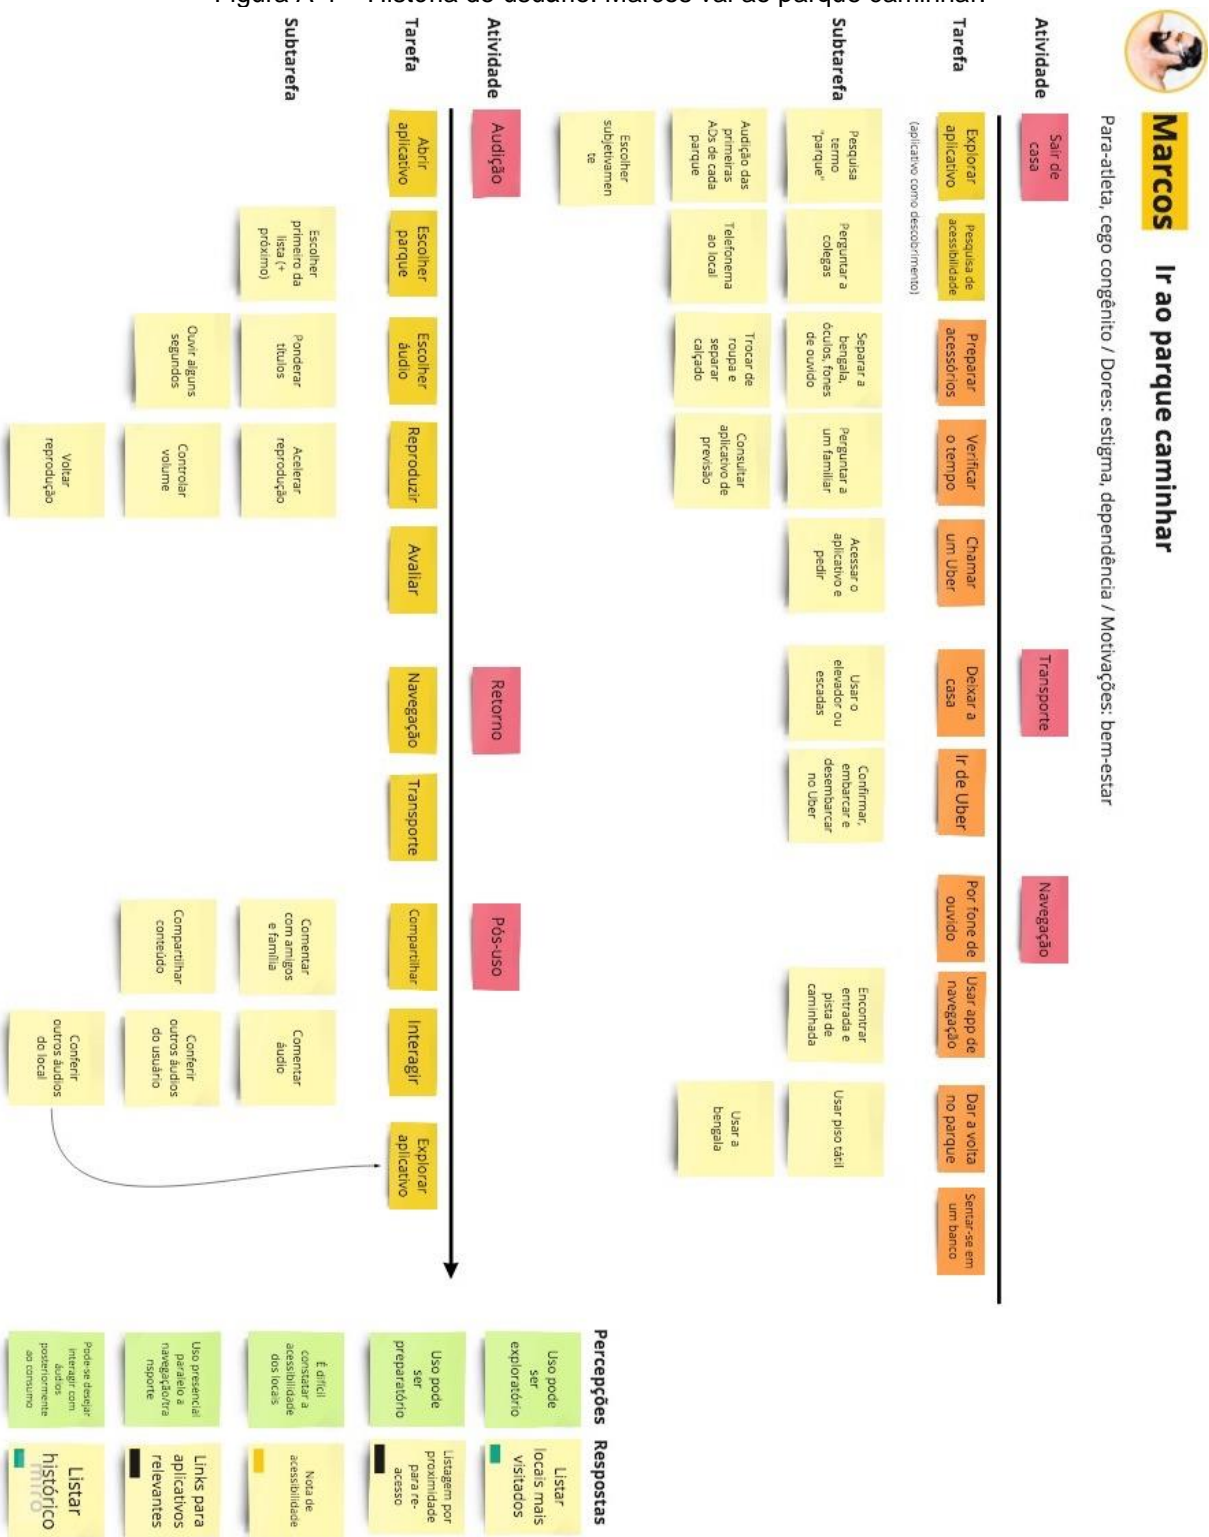 Figura A 4 – História do usuário: Marcos vai ao parque caminhar.
Marcos Ir ao parque caminhar
Para-atleta, cego congênito / Dores: estigma, dependência / Motivações: bem-estar
Atividade
Sair de
casa
Transporte
Navegação
Tarefa
Explorar
aplicativo
Pesquisa de
acessibilidade
Preparar
acessórios
Verificar
o tempo
Chamar
um Uber
Deixar a
casa
Ir de Uber
Por fone de
ouvido
Usar app de
navegação
Dar a volta
no parque
Sentar-se em
um banco
(aplicativo como descobrimento)
Subtarefa
Pesquisa
termo
"parque"
Perguntar a
colegas
Separar a
bengala,
óculos, fones
de ouvido
Perguntar a
um familiar
Acessar o
aplicativo e
pedir
Usar o
elevador ou
escadas
Confirmar,
embarcar e
desembarcar
no Uber
Encontrar
entrada e
pista de
caminhada
Usar piso tátil
Audição das
primeiras
ADs de cada
parque
Telefonema
ao local
Trocar de
roupa e
separar
calçado
Consultar
aplicativo de
previsão
Usar a
bengala
Escolher
subjetivamen
te
Atividade
Audição
Retorno
Pós-uso
Tarefa
Abrir
aplicativo
Escolher
parque
Escolher
áudio
Reproduzir
Avaliar
Navegação
Transporte
Compartilhar
Interagir
Explorar
aplicativo
Subtarefa
Escolher
primeiro da
lista (+
próximo)
Ponderar
títulos
Acelerar
reprodução
Comentar
com amigos
e família
Comentar
áudio
Ouvir alguns
segundos
Controlar
volume
Compartilhar
conteúdo
Conferir
outros áudios
do usuário
Voltar
reprodução
Conferir
outros áudios
do local
Percepções Respostas
Uso pode
ser
exploratório
Listar
locais mais
visitados
Uso pode
ser
preparatório
Listagem por
proximidade
para re-
acesso
É difícil
constatar a
acessibilidade
dos locais
Nota de
acessibilidade
Uso presencial
paralelo a
navegação/tra
nsporte
Links para
aplicativos
relevantes
Pode-se desejar
interagir com
áudios
posteriormente
ao consumo
Listar
histórico
miro